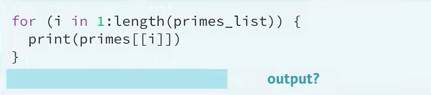 for (i in 1:length(primes_list)) {
  print(primes[[i]])
}
output?